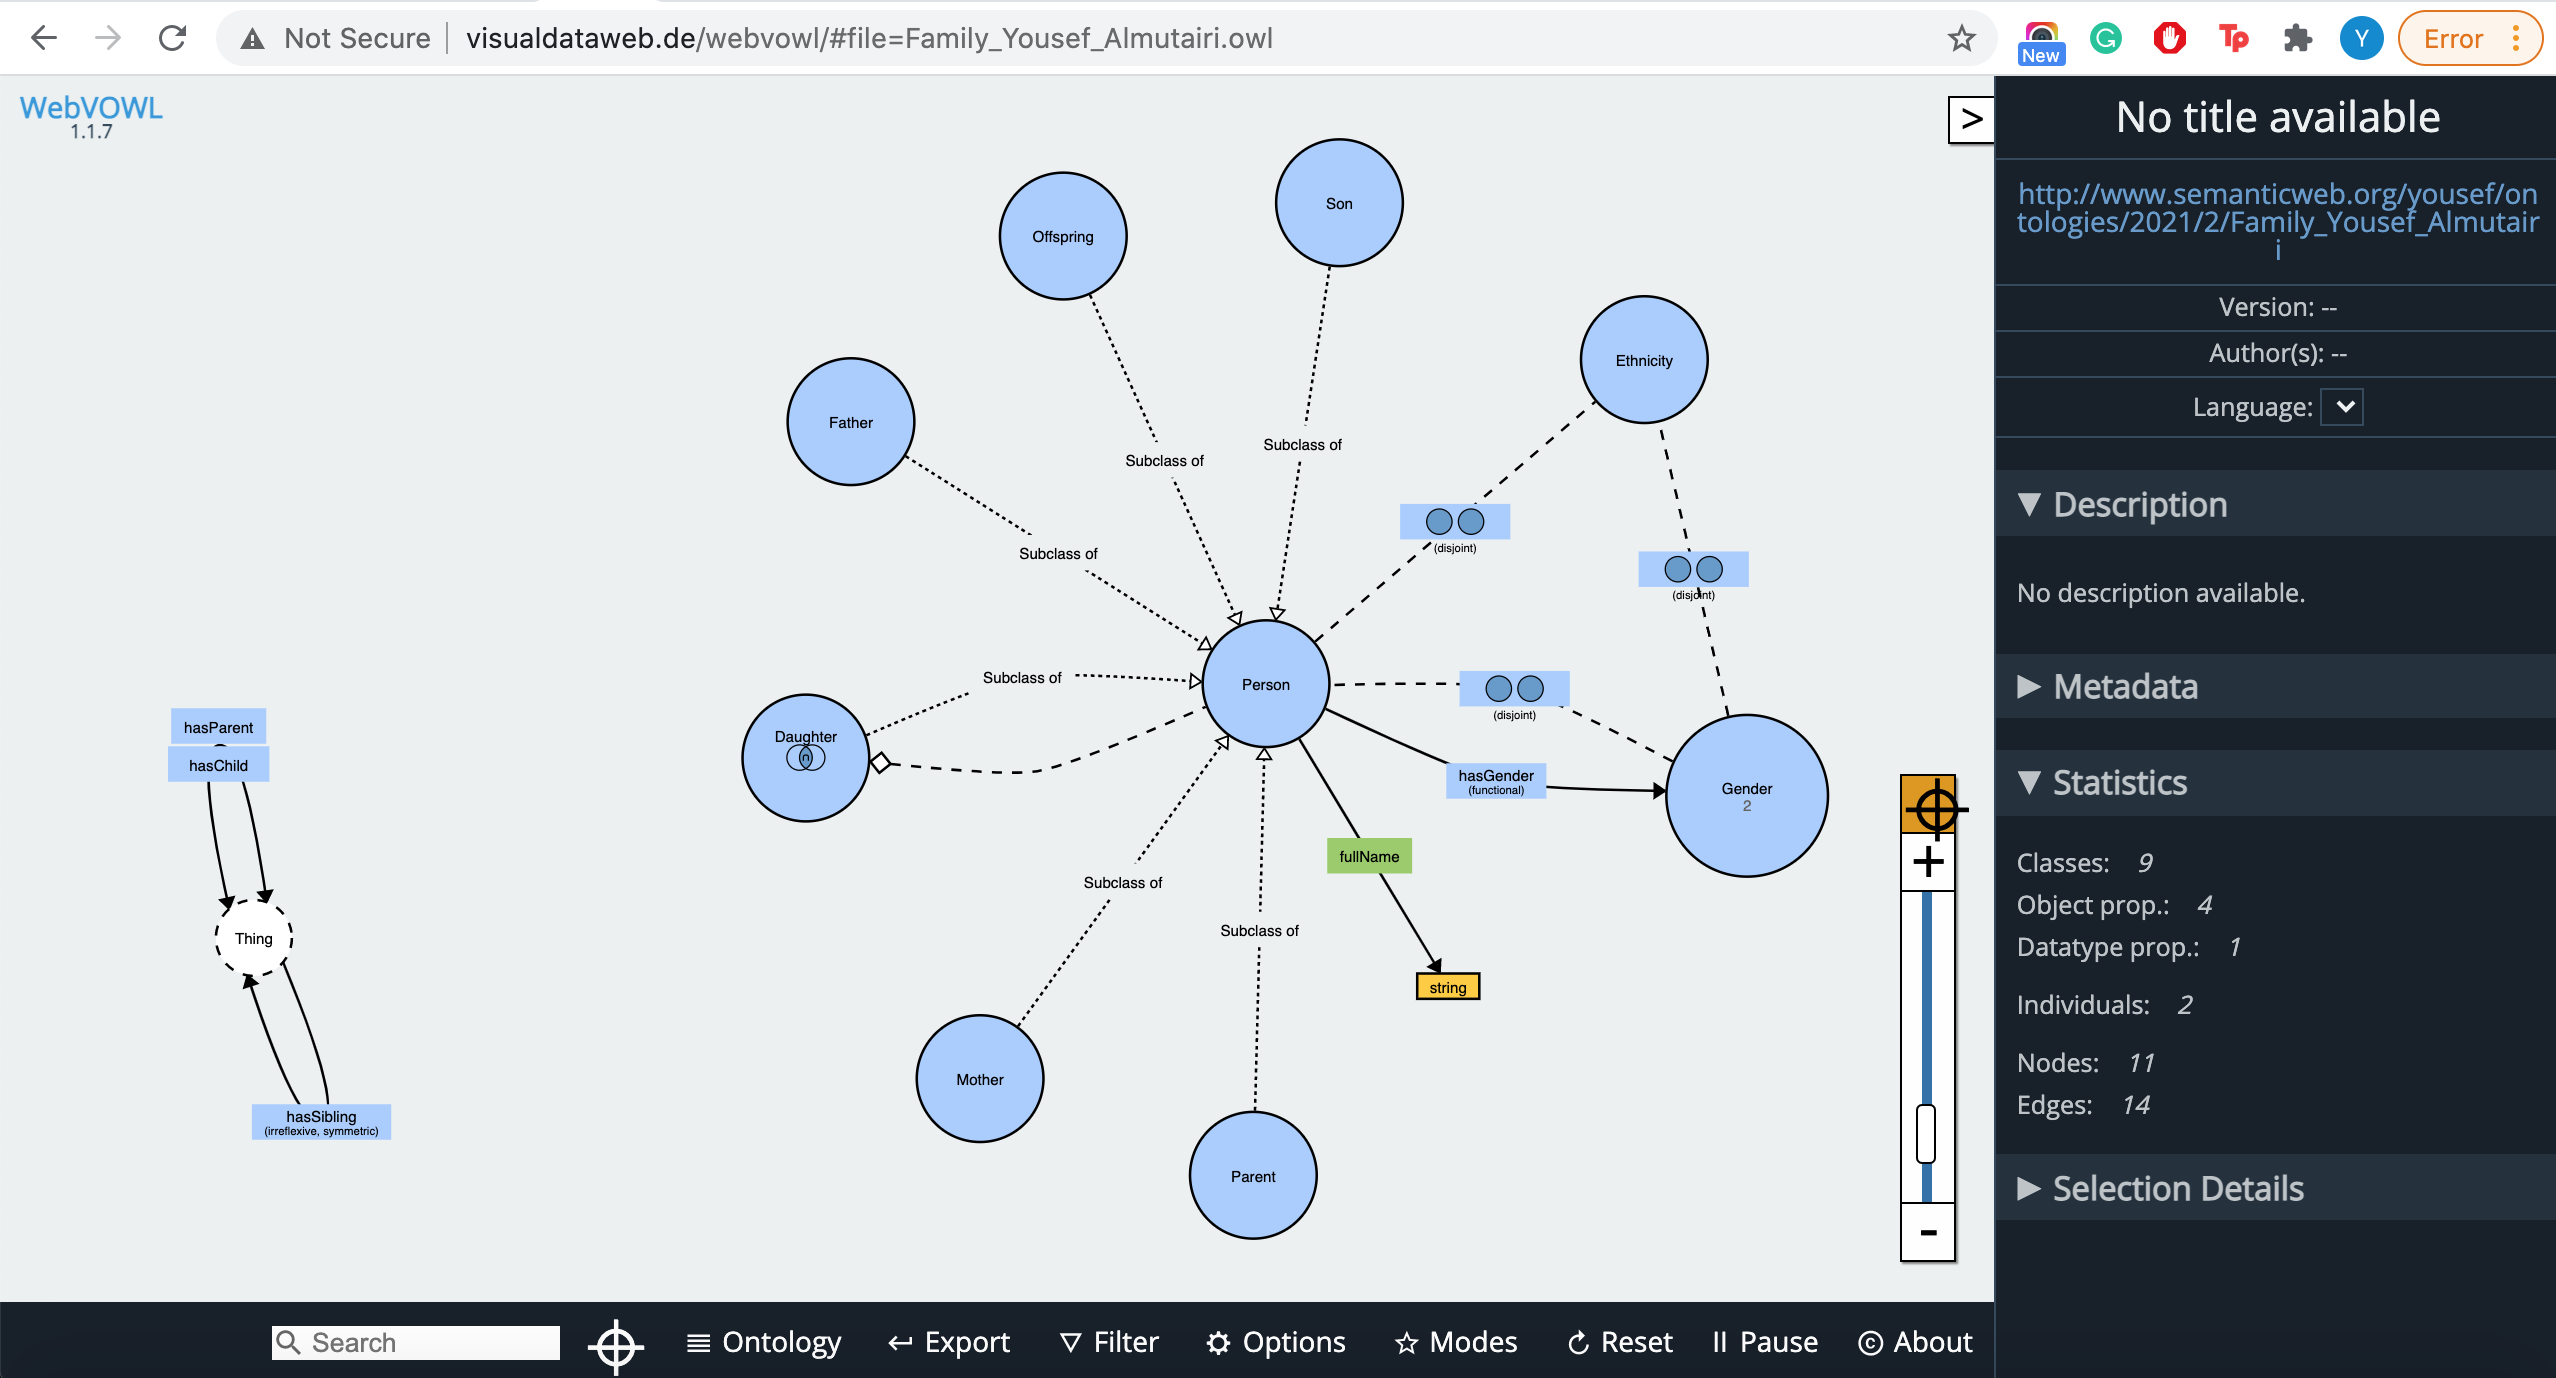 Not Secure
visualdataweb.de/webvowl/#file=Family_Yousef_Almutairi.owl
New
G
Tp
Y
Error
WebVOWL
1.1.7
>
Son
Offspring
Ethnicity
Father
Subclass of
Subclass of
(disjoint)
Subclass of
(disjoint)
Subclass of
Person
(disjoint)
hasParent
Daughter
hasChild
hasGender
(functional)
Gender
2
fullName
Subclass of
Subclass of
Thing
string
Mother
hasSibling
(irreflexive, symmetric)
Parent
+
-
No title available
http://www.semanticweb.org/yousef/on
tologies/2021/2/Family_Yousef_Almutair
i
Version: --
Author(s): --
Language:
Description
No description available.
Metadata
Statistics
Classes: 9
Object prop.: 4
Datatype prop.: 1
Individuals: 2
Nodes: 11
Edges: 14
Selection Details
Search
Ontology
Export
Filter
Options
Modes
Reset
Pause
© About